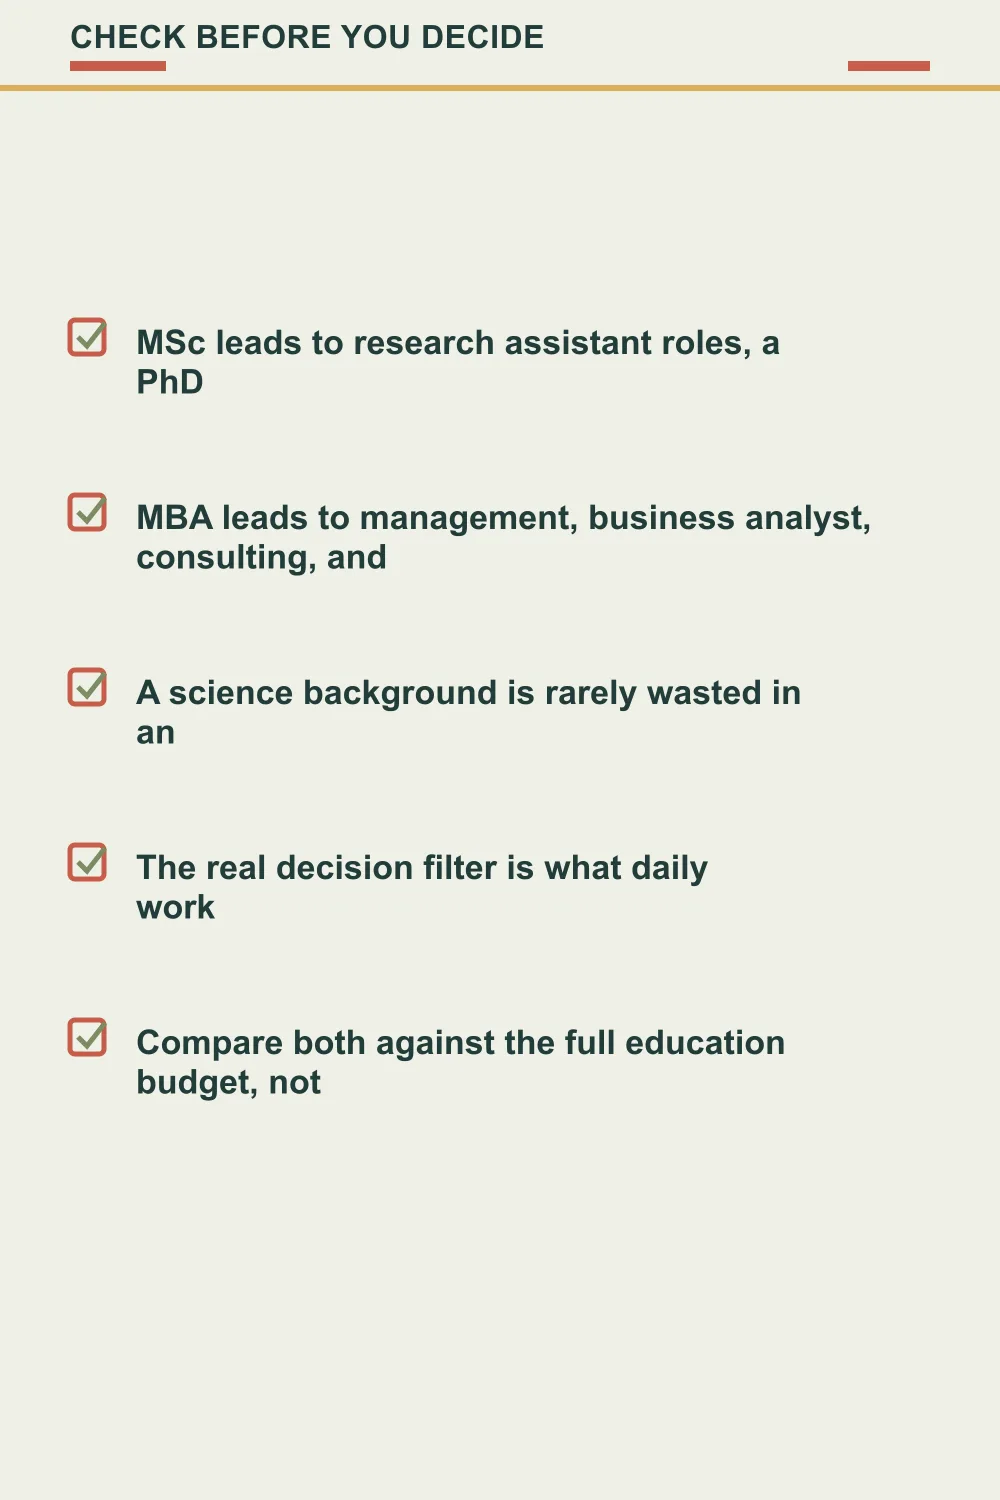 CHECK BEFORE YOU DECIDE
MSc leads to research assistant roles, a
PhD
MBA leads to management, business analyst,
consulting, and
A science background is rarely wasted in
an
The real decision filter is what daily
work
Compare both against the full education
budget, not